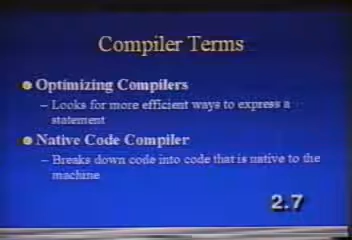 Compiler Terms
Optimizing Compilers
– Looks for more efficient ways to express a
statement
Native Code Compiler
– Breaks down code into code that is native to the
machine
2.7